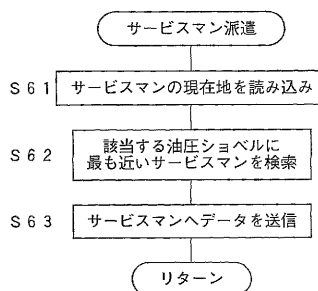 サービスマン派遣
S61 サービスマンの現在地を読み込み
S62 該当する油圧ショベルに
最も近いサービスマンを検索
S63 サービスマンへデータを送信
リターン